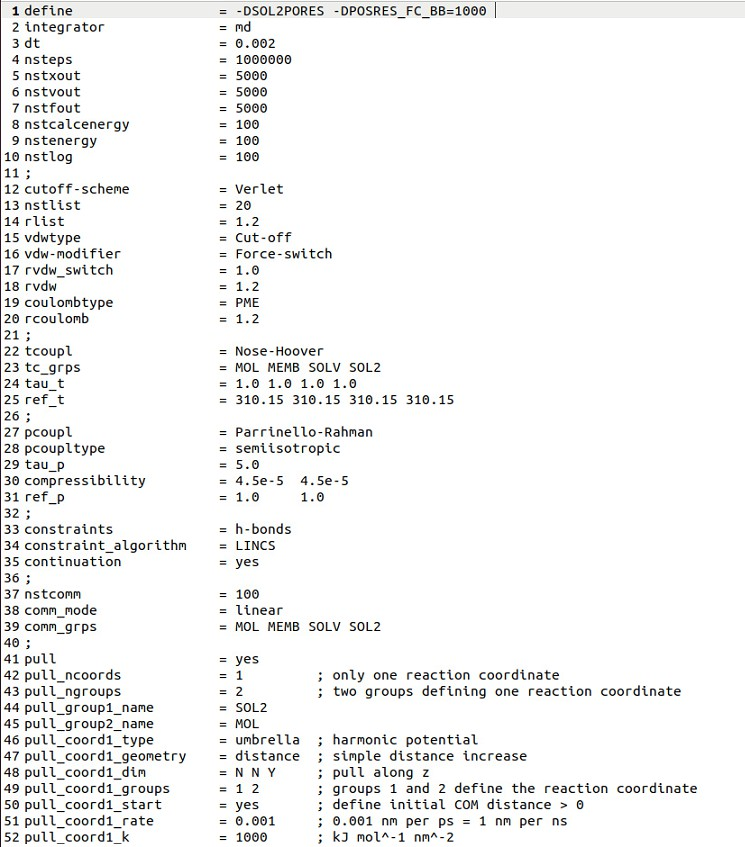 1 define = -DSOL2PORES -DPOSRES_FC_BB=1000
2 integrator = md
3 dt = 0.002
4 nsteps = 1000000
5 nstxout = 5000
6 nstvout = 5000
7 nstfout = 5000
8 nstcalcenergy = 100
9 nstenergy = 100
10 nstlog = 100
11 ;
12 cutoff-scheme = Verlet
13 nstlist = 20
14 rlist = 1.2
15 vdwtype = Cut-off
16 vdw-modifier = Force-switch
17 rvdw_switch = 1.0
18 rvdw = 1.2
19 coulombtype = PME
20 rcoulomb = 1.2
21 ;
22 tcoupl = Nose-Hoover
23 tc_grps = MOL MEMB SOLV SOL2
24 tau_t = 1.0 1.0 1.0 1.0
25 ref_t = 310.15 310.15 310.15 310.15
26 ;
27 pcoupl = Parrinello-Rahman
28 pcoupltype = semiisotropic
29 tau_p = 5.0
30 compressibility = 4.5e-5 4.5e-5
31 ref_p = 1.0 1.0
32 ;
33 constraints = h-bonds
34 constraint_algorithm = LINCS
35 continuation = yes
36 ;
37 nstcomm = 100
38 comm_mode = linear
39 comm_grps = MOL MEMB SOLV SOL2
40 ;
41 pull = yes
42 pull_ncoords = 1 ; only one reaction coordinate
43 pull_ngroups = 2 ; two groups defining one reaction coordinate
44 pull_group1_name = SOL2
45 pull_group2_name = MOL
46 pull_coord1_type = umbrella ; harmonic potential
47 pull_coord1_geometry = distance ; simple distance increase
48 pull_coord1_dim = N N Y ; pull along z
49 pull_coord1_groups = 1 2 ; groups 1 and 2 define the reaction coordinate
50 pull_coord1_start = yes ; define initial COM distance > 0
51 pull_coord1_rate = 0.001 ; 0.001 nm per ps = 1 nm per ns
52 pull_coord1_k = 1000 ; kJ mol^-1 nm^-2